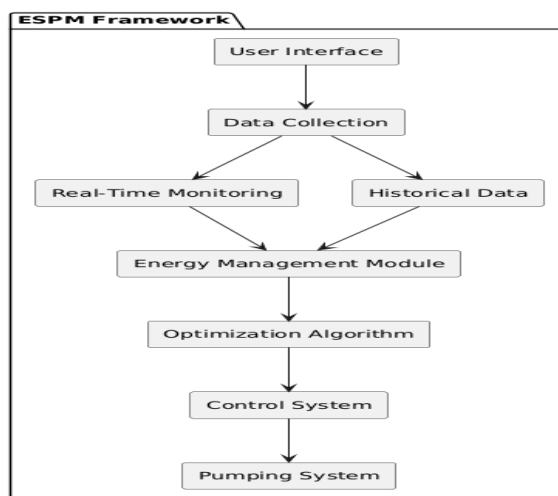 ESPM Framework
User Interface
Data Collection
Real-Time Monitoring
Historical Data
Energy Management Module
Optimization Algorithm
Control System
Pumping System